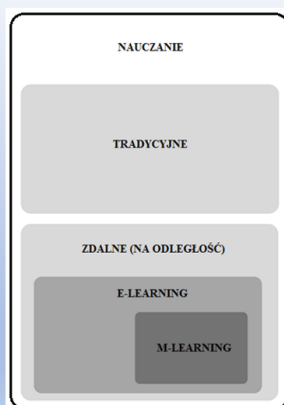 NAUCZANIE
TRADYCYJNE
ZDALNE (NA ODLEGŁOŚĆ)
E-LEARNING
M-LEARNING